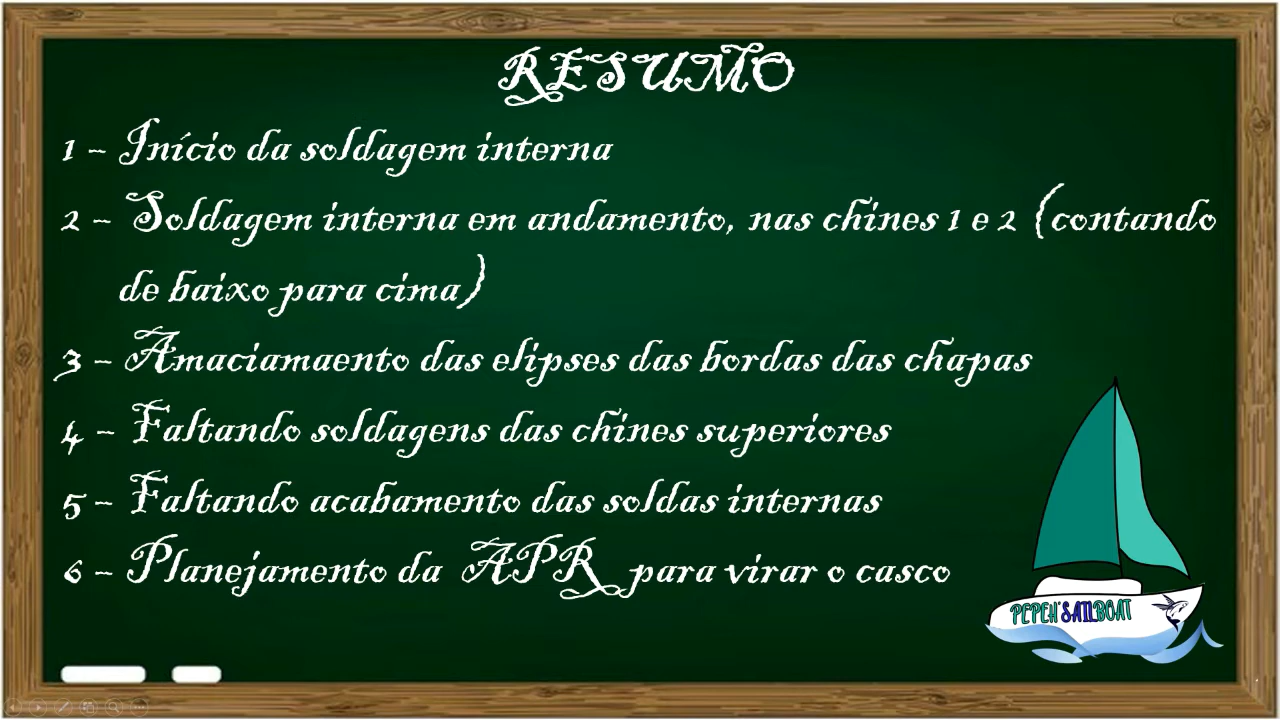 RESUMO
1 – Início da soldagem interna
2 – Soldagem interna em andamento, nas chines 1 e 2 (contando
de baixo para cima)
3 – Amaciamaento das elipses das bordas das chapas
4 – Faltando soldagens das chines superiores
5 – Faltando acabamento das soldas internas
6 – Planejamento da APR para virar o casco
PEPEH'SAILBOAT